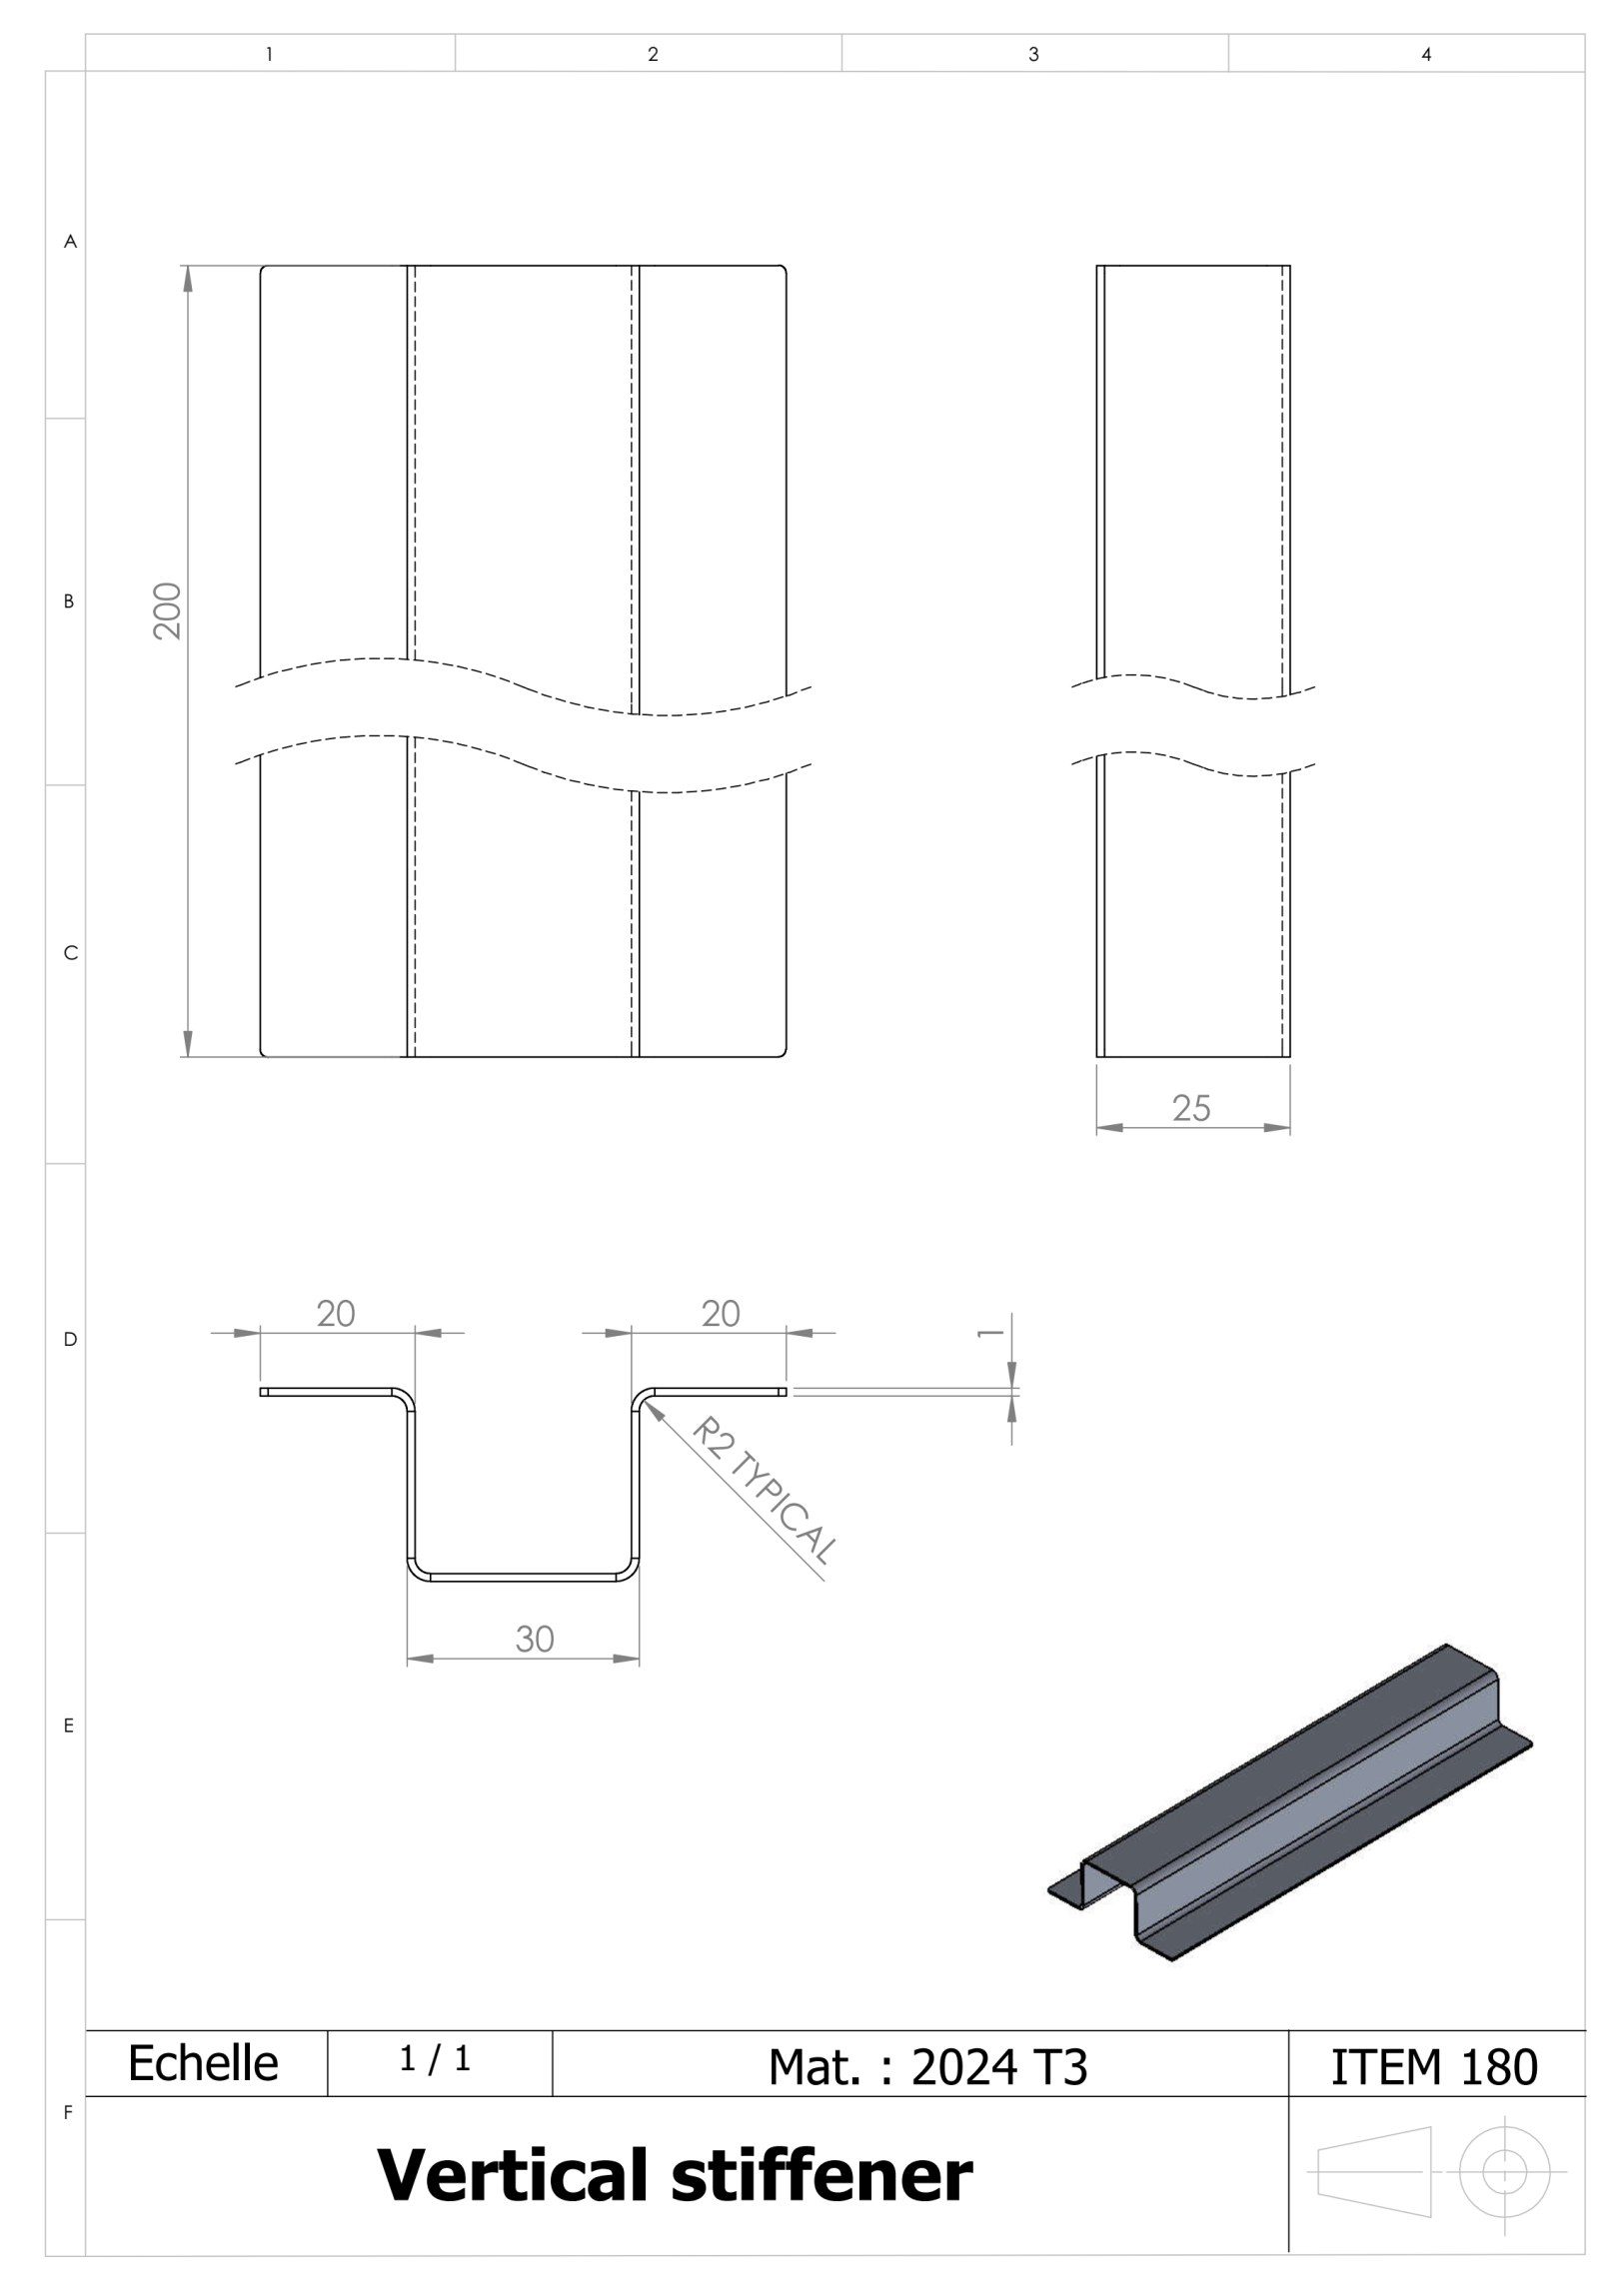 1 2 3 4
A
B
200
C
25
D
20 20 1
R2 TYPICAL
30
E
Echelle 1 / 1 Mat. : 2024 T3 ITEM 180
F
Vertical stiffener